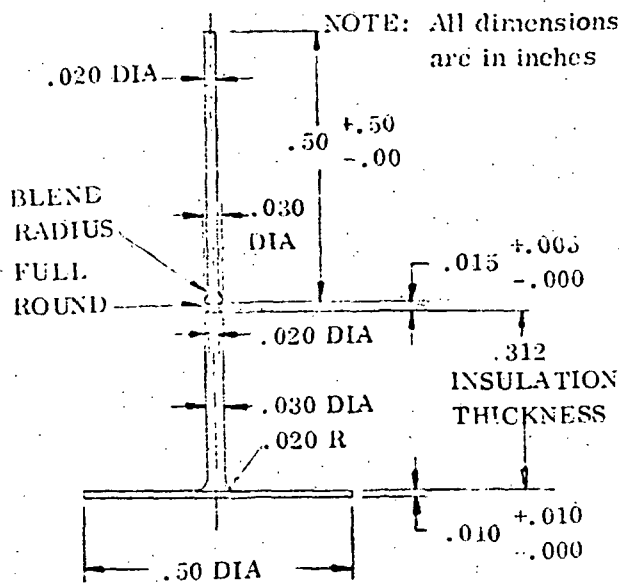 NOTE: All dimensions
are in inches
.020 DIA
.50 +.50
-.00
BLEND
RADIUS
.030
DIA
FULL
ROUND
.015 +.005
-.000
.020 DIA
.312
INSULATION
THICKNESS
.030 DIA
.020 R
.010 +.010
-.000
.50 DIA